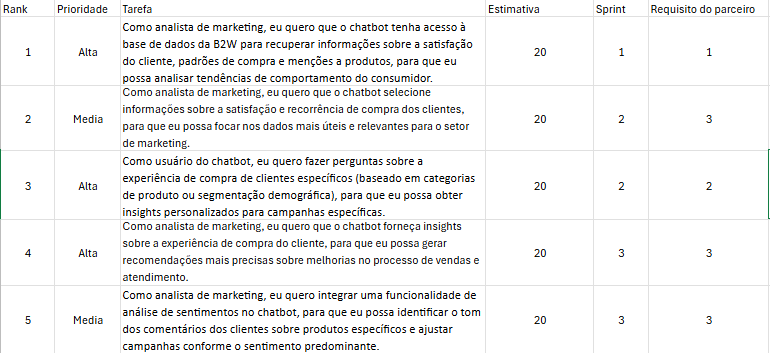 Rank Prioridade Tarefa Estimativa Sprint Requisito do parceiro
Como analista de marketing, eu quero que o chatbot tenha acesso à
base de dados da B2W para recuperar informações sobre a satisfação
1 Alta do cliente, padrões de compra e menções a produtos, para que eu 20 1 1
possa analisar tendências de comportamento do consumidor.
Como analista de marketing, eu quero que o chatbot selecione
informações sobre a satisfação e recorrência de compra dos clientes,
2 Media para que eu possa focar nos dados mais úteis e relevantes para o setor 20 2 3
de marketing.
Como usuário do chatbot, eu quero fazer perguntas sobre a
experiência de compra de clientes específicos (baseado em categorias
3 Alta de produto ou segmentação demográfica), para que eu possa obter 20 2 2
insights personalizados para campanhas específicas.
Como analista de marketing, eu quero que o chatbot forneça insights
sobre a experiência de compra do cliente, para que eu possa gerar
4 Alta recomendações mais precisas sobre melhorias no processo de vendas e 20 3 3
atendimento.
Como analista de marketing, eu quero integrar uma funcionalidade de
análise de sentimentos no chatbot, para que eu possa identificar o tom
5 Media dos comentários dos clientes sobre produtos específicos e ajustar 20 3 3
campanhas conforme o sentimento predominante.